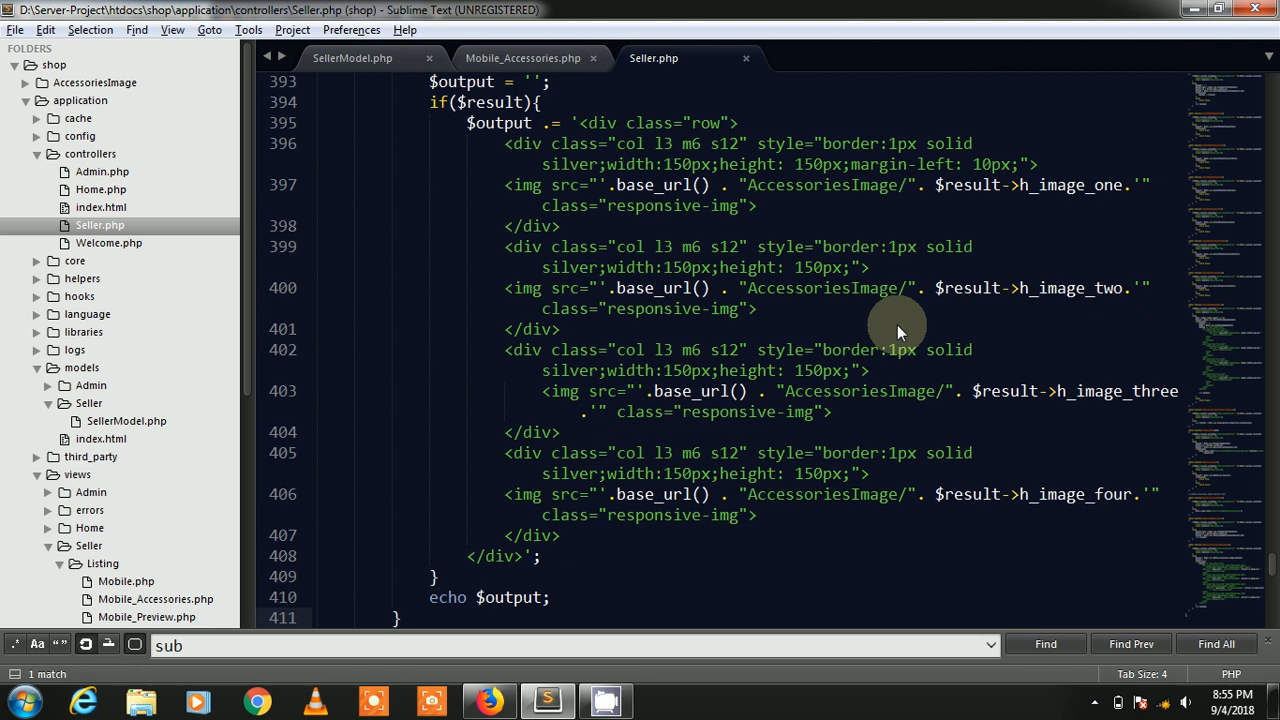 D:\Server-Project\htdocs\shop\application\controllers\Seller.php (shop) - Sublime Text (UNREGISTERED)
File Edit Selection Find View Goto Tools Project Preferences Help
FOLDERS
shop
AccessoriesImage
application
cache
config
controllers
Admin.php
Home.php
index.html
Seller.php
Welcome.php
core
helpers
hooks
language
libraries
logs
models
Admin
Seller
SellerModel.php
index.html
third_party
views
Admin
errors
Home
Seller
Listing
Mobile.php
Mobile_Accessories.php
Mobile_Preview.php
SellerModel.php × Mobile_Accessories.php × Seller.php ×
393 $output = '';
394 if($result){
395 $output .= '<div class="row">
396 <div class="col l3 m6 s12" style="border:1px solid
silver;width:150px;height: 150px;margin-left: 10px;">
397 <img src="'.base_url() . "AccessoriesImage/". $result->h_image_one.'"
class="responsive-img">
398 </div>
399 <div class="col l3 m6 s12" style="border:1px solid
silver;width:150px;height: 150px;">
400 <img src="'.base_url() . "AccessoriesImage/". $result->h_image_two.'"
class="responsive-img">
401 </div>
402 <div class="col l3 m6 s12" style="border:1px solid
silver;width:150px;height: 150px;">
403 <img src="'.base_url() . "AccessoriesImage/". $result->h_image_three
.'" class="responsive-img">
404 </div>
405 <div class="col l3 m6 s12" style="border:1px solid
silver;width:150px;height: 150px;">
406 <img src="'.base_url() . "AccessoriesImage/". $result->h_image_four.'"
class="responsive-img">
407 </div>
408 </div>';
409 }
410 echo $output;
411 }
.* Aa “ ” sub Find Find Prev Find All
1 match Tab Size: 4 PHP
8:55 PM
9/4/2018